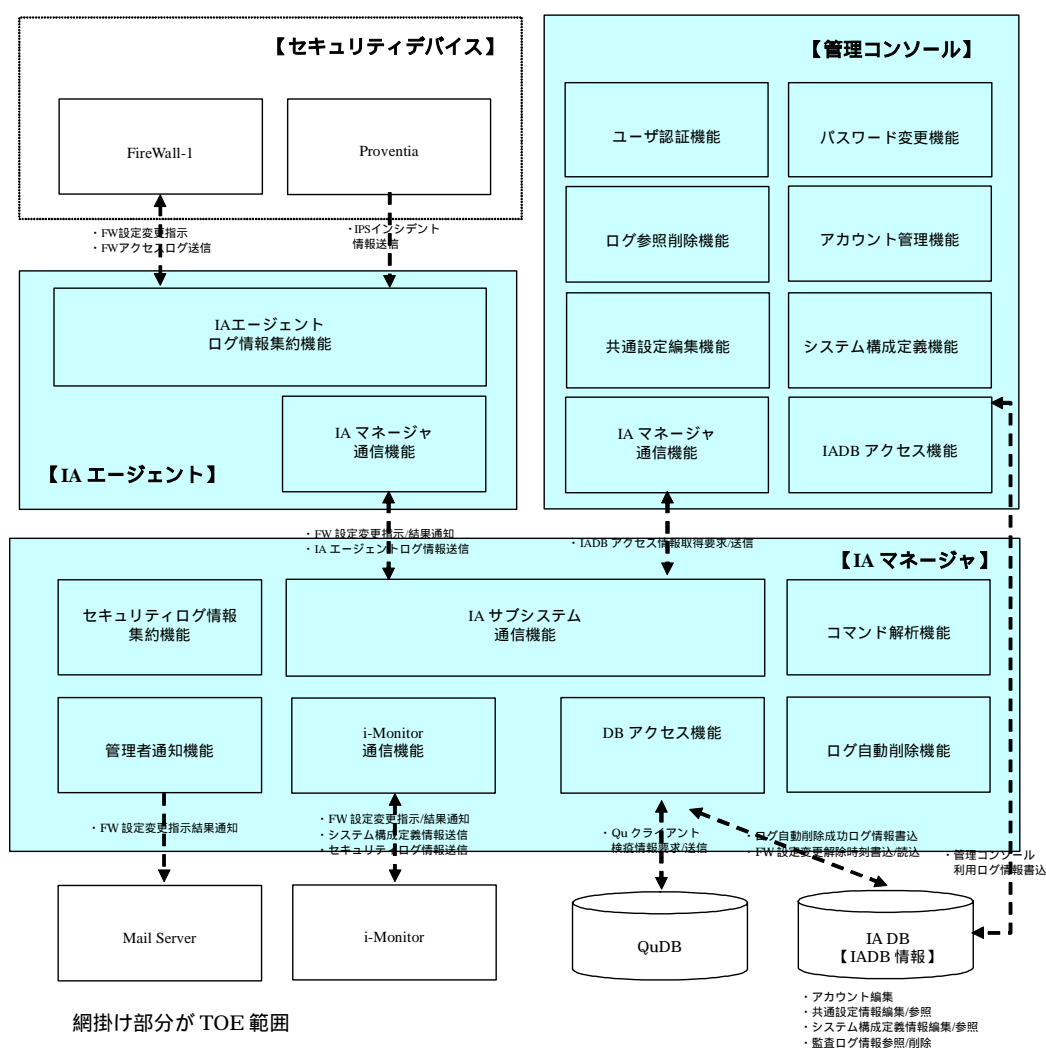 【セキュリティデバイス】
FireWall-1
Proventia
・FW設定変更指示
・FWアクセスログ送信
・IPSインシデント
情報送信
IAエージェント
ログ情報集約機能
IA マネージャ
通信機能
【IA エージェント】
【管理コンソール】
ユーザ認証機能
パスワード変更機能
ログ参照削除機能
アカウント管理機能
共通設定編集機能
システム構成定義機能
IA マネージャ
通信機能
IADB アクセス機能
・FW 設定変更指示/結果通知
・IA エージェントログ情報送信
・IADB アクセス情報取得要求/送信
【IA マネージャ】
セキュリティログ情報
集約機能
IA サブシステム
通信機能
コマンド解析機能
管理者通知機能
i-Monitor
通信機能
DB アクセス機能
ログ自動削除機能
・FW 設定変更指示結果通知
・FW 設定変更指示/結果通知
・システム構成定義情報送信
・セキュリティログ情報送信
・Qu クライアント
検疫情報要求/送信
・ログ自動削除成功ログ情報書込
・FW 設定変更解除時刻書込/読込
・管理コンソール
利用ログ情報書込
Mail Server
i-Monitor
QuDB
IA DB
【IADB 情報】
・アカウント編集
・共通設定情報編集/参照
・システム構成定義情報編集/参照
・監査ログ情報参照/削除
網掛け部分が TOE 範囲